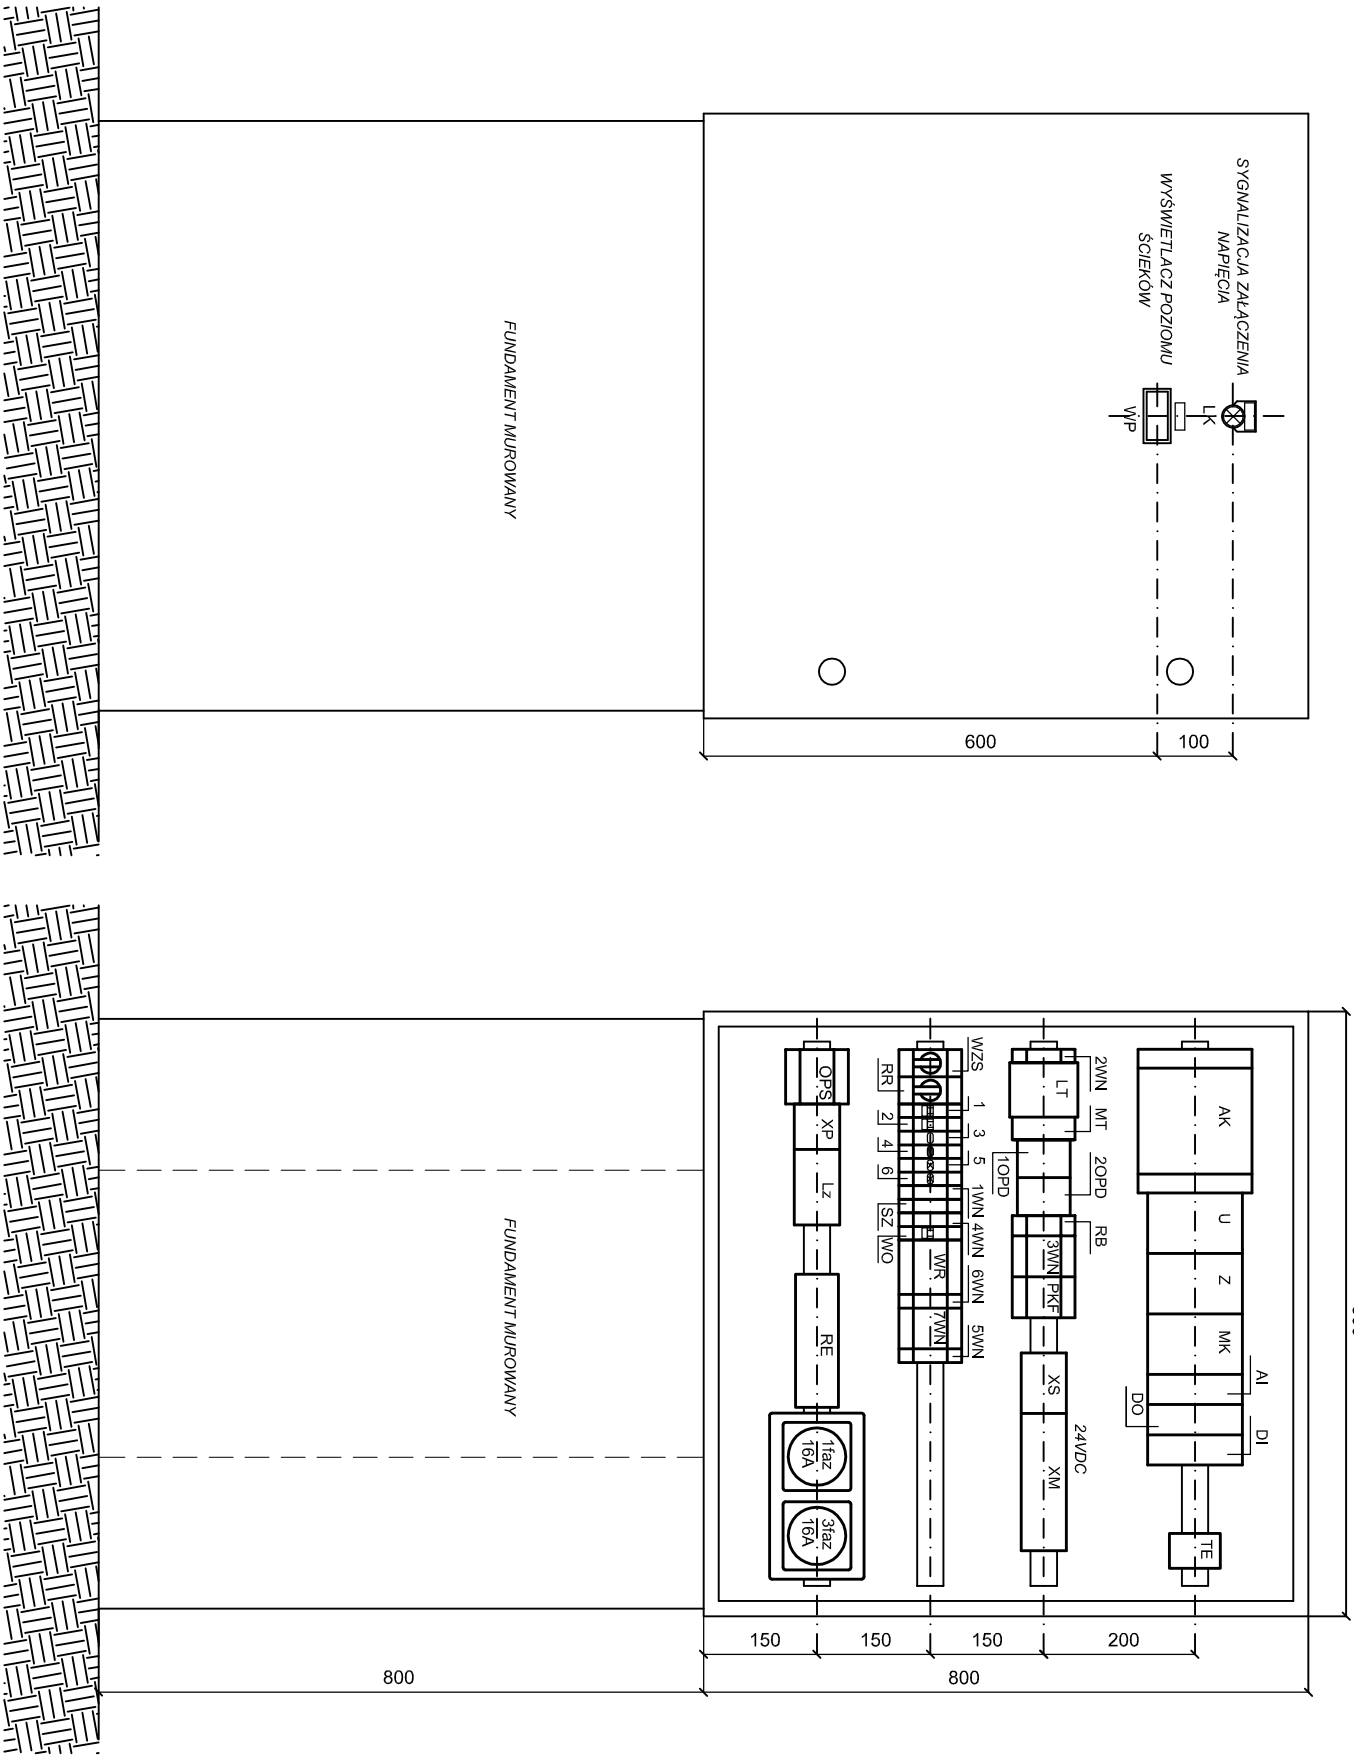 SYGNALIZACJA ZAŁĄCZENIA
NAPIĘCIA
LK
WYŚWIETLACZ POZIOMU
ŚCIEKÓW
WP
FUNDAMENT MUROWANY
600
100
AK
U
Z
MK
AI
DO
DI
TE
2WN
LT
MT
1OPD
2OPD
RB
3WN
PKF
XS
XM
24VDC
WZS
RR
1
2
3
4
5
6
1WN
SZ
4WN
WO
WR
6WN
7WN
5WN
OPS
XP
Lz
RE
1faz
16A
3faz
16A
FUNDAMENT MUROWANY
150
150
150
200
800
800